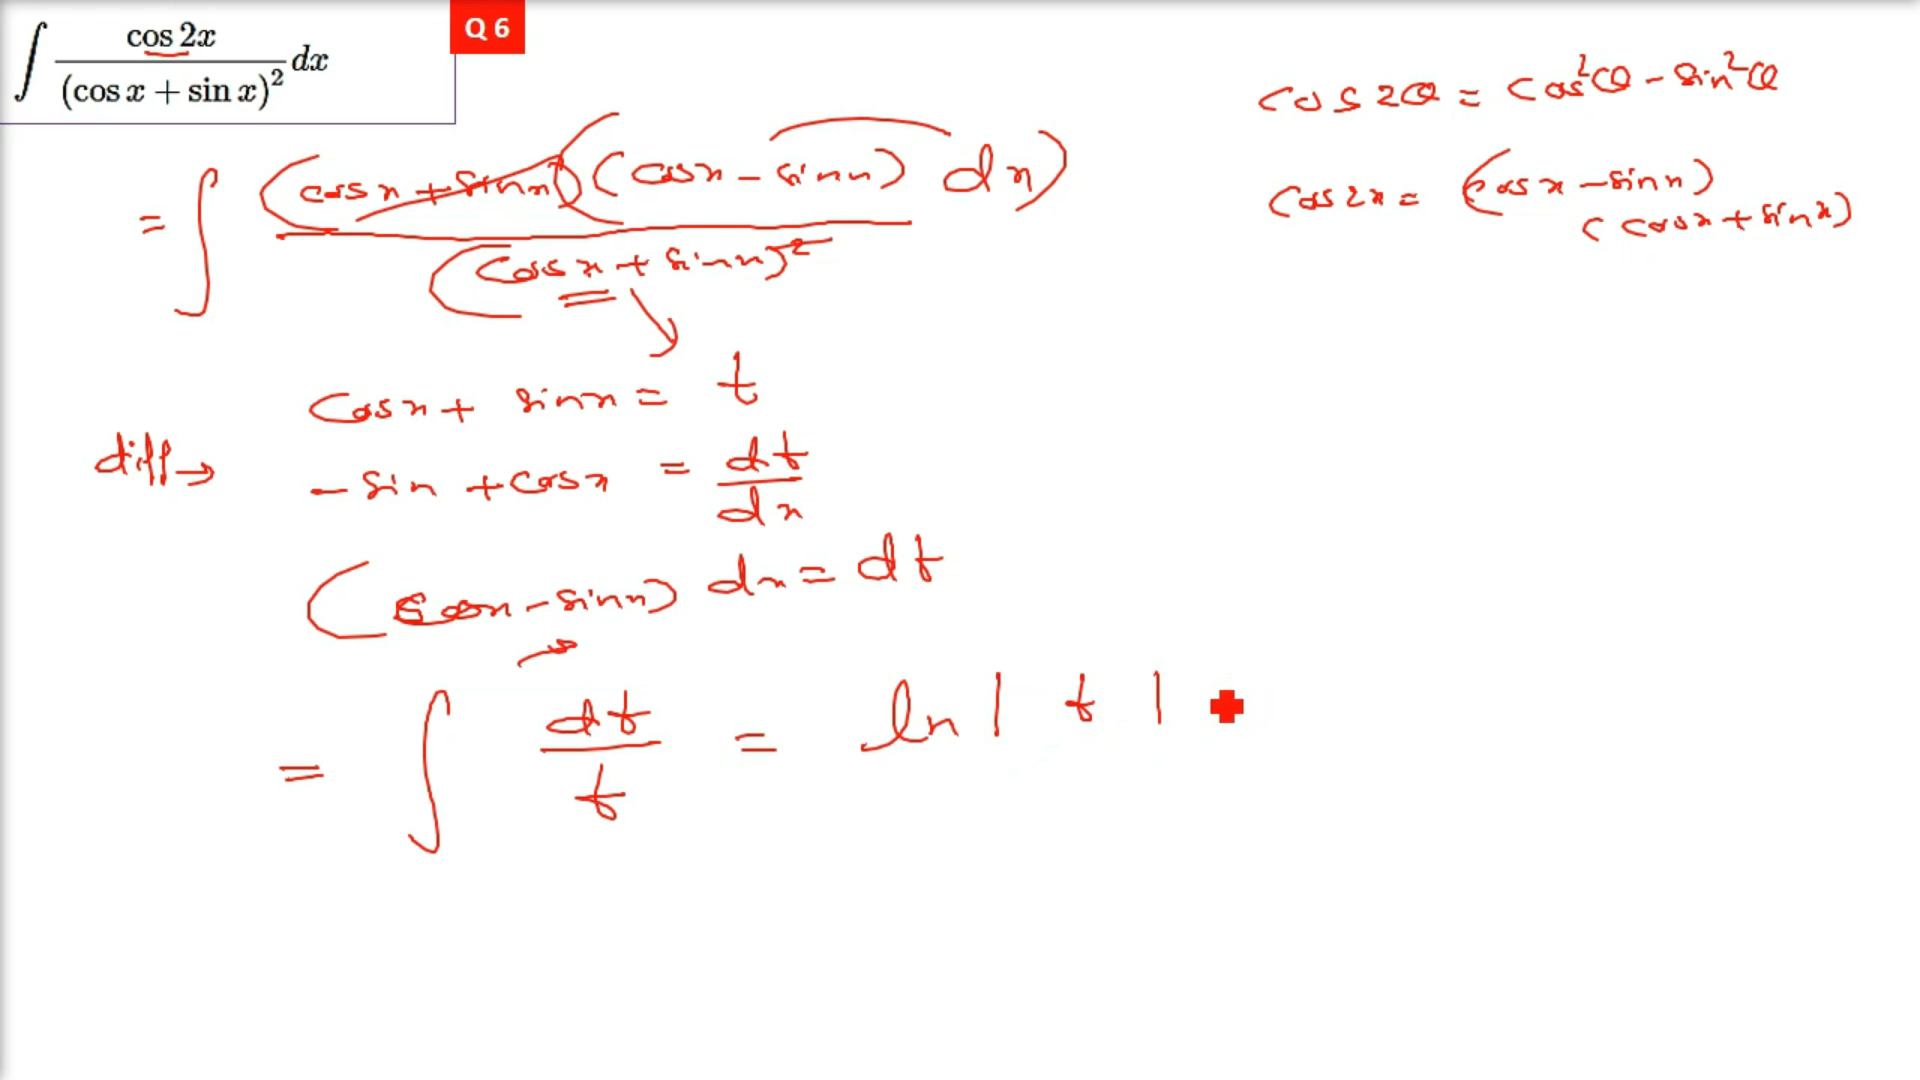 ∫ cos 2x / (cos x + sin x)² dx
Q 6
cos 2θ = cos²θ - sin²θ
cos 2x = (cos x - sin x)
(cos x + sin x)
= ∫ (cos x + sin x) (cos x - sin x) dx) / (cos x + sin x)²
cos x + sin x = t
diff → - sin + cos x = dt/dx
(cos x - sin x) dx = dt
= ∫ dt/t = ln | t |